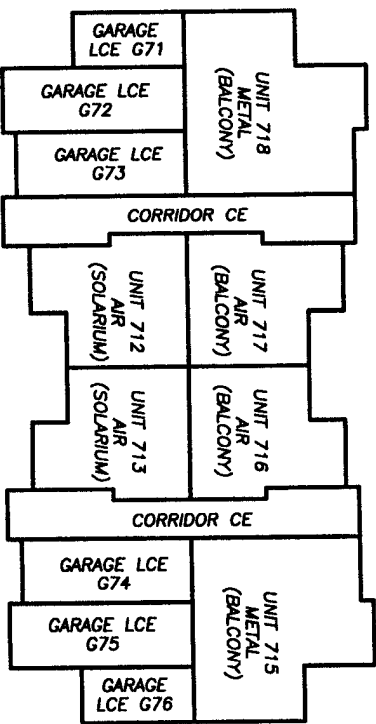 GARAGE
LCE G71
GARAGE LCE
G72
GARAGE LCE
G73
UNIT 718
METAL
(BALCONY)
CORRIDOR CE
UNIT 712
AIR
(SOLARIUM)
UNIT 717
AIR
(BALCONY)
UNIT 713
AIR
(SOLARIUM)
UNIT 716
AIR
(BALCONY)
CORRIDOR CE
GARAGE LCE
G74
GARAGE LCE
G75
GARAGE
LCE G76
UNIT 715
METAL
(BALCONY)